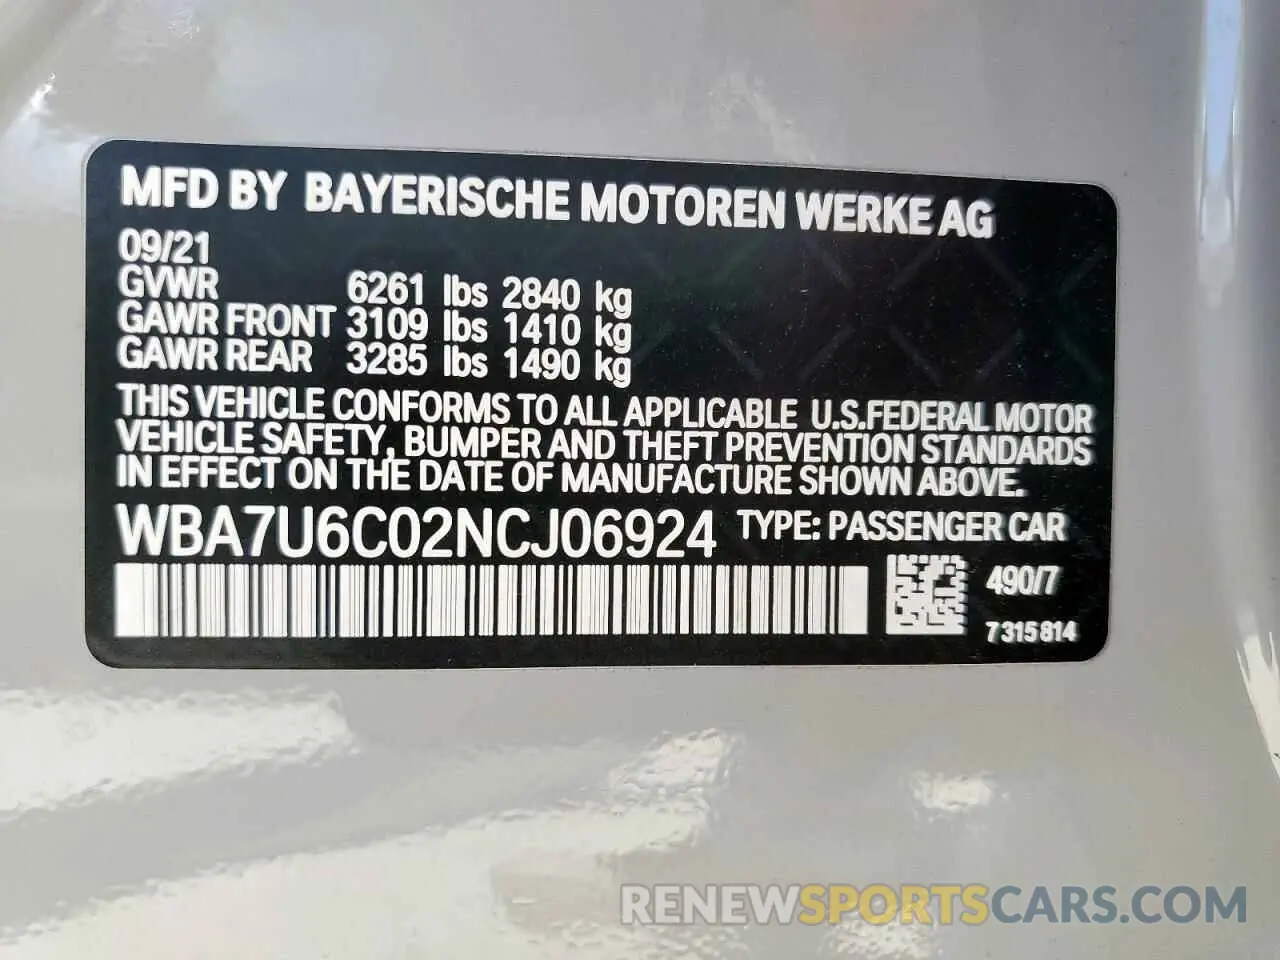 MFD BY BAYERISCHE MOTOREN WERKE AG
09/21
GVWR 6261 lbs 2840 kg
GAWR FRONT 3109 lbs 1410 kg
GAWR REAR 3285 lbs 1490 kg
THIS VEHICLE CONFORMS TO ALL APPLICABLE U.S.FEDERAL MOTOR
VEHICLE SAFETY, BUMPER AND THEFT PREVENTION STANDARDS
IN EFFECT ON THE DATE OF MANUFACTURE SHOWN ABOVE.
WBA7U6C02NCJ06924 TYPE: PASSENGER CAR
490/7
7315814
RENEWSPORTSCARS.COM